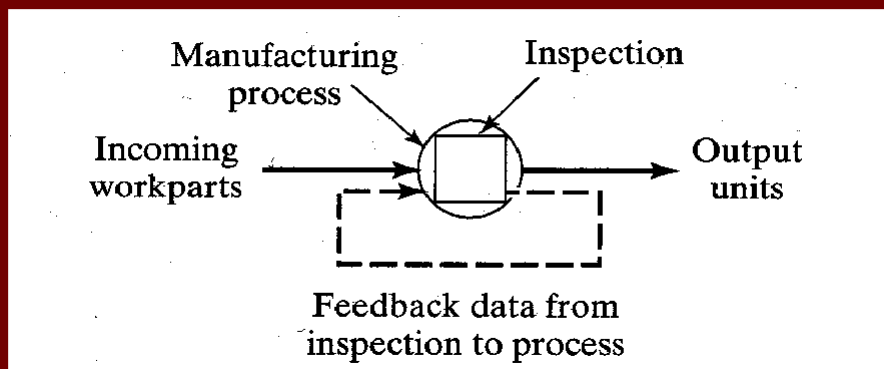 Manufacturing
process
Inspection
Incoming
workparts
Output
units
Feedback data from
inspection to process